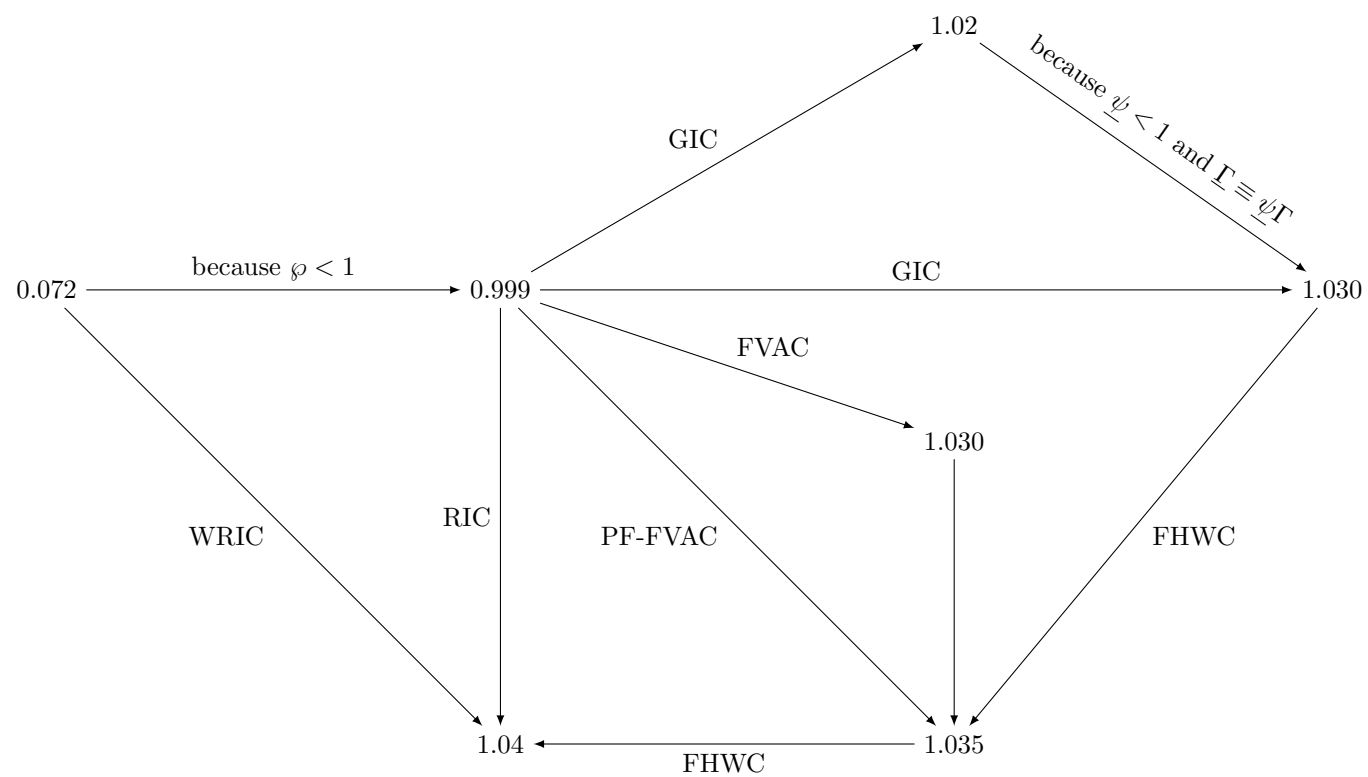 1.02
because ψ̲ < 1 and Γ̲ ≡ ψ̲Γ
GIC
because ℘ < 1
GIC
0.072
0.999
1.030
FVAC
1.030
RIC
WRIC
PF-FVAC
FHWC
1.04
1.035
FHWC